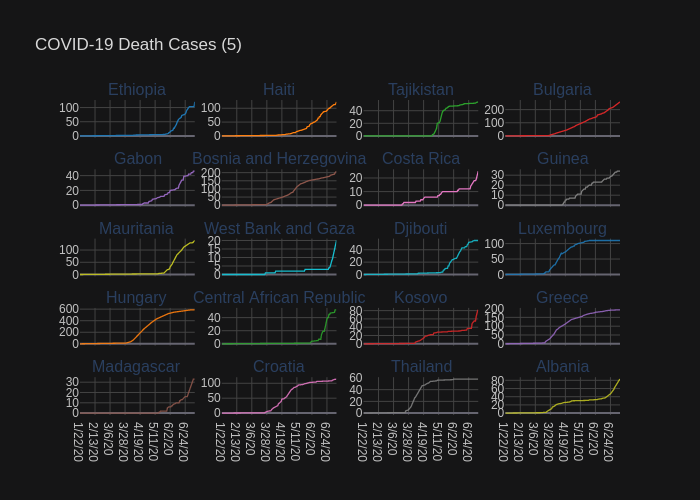 COVID-19 Death Cases (5)
Ethiopia Haiti Tajikistan Bulgaria
100 50 0 100 50 0 40 20 0 200 100 0
Gabon Bosnia and Herzegovina Costa Rica Guinea
40 20 0 200 150 100 50 0 20 10 0 30 20 10 0
Mauritania West Bank and Gaza Djibouti Luxembourg
100 50 0 20 15 10 5 0 40 20 0 100 50 0
Hungary Central African Republic Kosovo Greece
600 400 200 0 40 20 0 80 60 40 20 0 200 150 100 50 0
Madagascar Croatia Thailand Albania
30 20 10 0 100 50 0 60 40 20 0 80 60 40 20 0
1/22/20 2/13/20 3/6/20 3/28/20 4/19/20 5/11/20 6/2/20 6/24/20 1/22/20 2/13/20 3/6/20 3/28/20 4/19/20 5/11/20 6/2/20 6/24/20 1/22/20 2/13/20 3/6/20 3/28/20 4/19/20 5/11/20 6/2/20 6/24/20 1/22/20 2/13/20 3/6/20 3/28/20 4/19/20 5/11/20 6/2/20 6/24/20